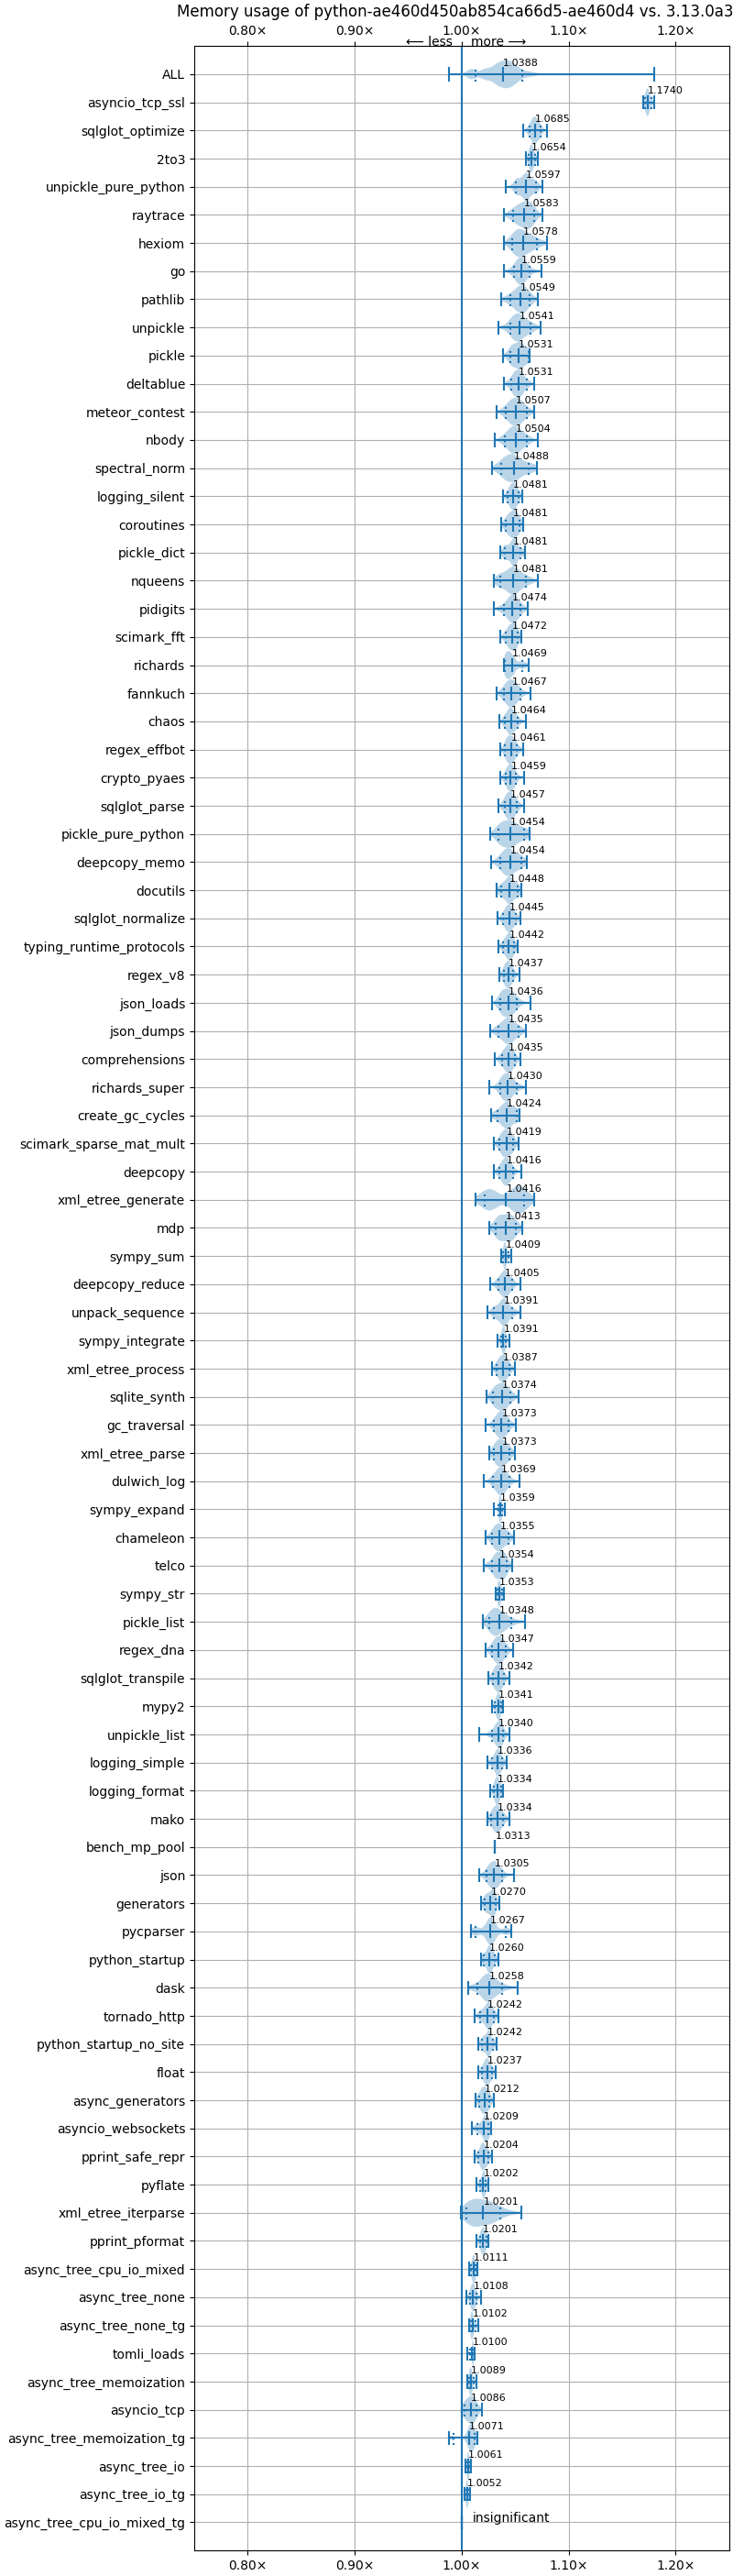 Memory usage of python-ae460d450ab854ca66d5-ae460d4 vs. 3.13.0a3
0.80× 0.90× 1.00× 1.10× 1.20×
⟵ less more ⟶
ALL 1.0388
asyncio_tcp_ssl 1.1740
sqlglot_optimize 1.0685
2to3 1.0654
unpickle_pure_python 1.0597
raytrace 1.0583
hexiom 1.0578
go 1.0559
pathlib 1.0549
unpickle 1.0541
pickle 1.0531
deltablue 1.0531
meteor_contest 1.0507
nbody 1.0504
spectral_norm 1.0488
logging_silent 1.0481
coroutines 1.0481
pickle_dict 1.0481
nqueens 1.0481
pidigits 1.0474
scimark_fft 1.0472
richards 1.0469
fannkuch 1.0467
chaos 1.0464
regex_effbot 1.0461
crypto_pyaes 1.0459
sqlglot_parse 1.0457
pickle_pure_python 1.0454
deepcopy_memo 1.0454
docutils 1.0448
sqlglot_normalize 1.0445
typing_runtime_protocols 1.0442
regex_v8 1.0437
json_loads 1.0436
json_dumps 1.0435
comprehensions 1.0435
richards_super 1.0430
create_gc_cycles 1.0424
scimark_sparse_mat_mult 1.0419
deepcopy 1.0416
xml_etree_generate 1.0416
mdp 1.0413
sympy_sum 1.0409
deepcopy_reduce 1.0405
unpack_sequence 1.0391
sympy_integrate 1.0391
xml_etree_process 1.0387
sqlite_synth 1.0374
gc_traversal 1.0373
xml_etree_parse 1.0373
dulwich_log 1.0369
sympy_expand 1.0359
chameleon 1.0355
telco 1.0354
sympy_str 1.0353
pickle_list 1.0348
regex_dna 1.0347
sqlglot_transpile 1.0342
mypy2 1.0341
unpickle_list 1.0340
logging_simple 1.0336
logging_format 1.0334
mako 1.0334
bench_mp_pool 1.0313
json 1.0305
generators 1.0270
pycparser 1.0267
python_startup 1.0260
dask 1.0258
tornado_http 1.0242
python_startup_no_site 1.0242
float 1.0237
async_generators 1.0212
asyncio_websockets 1.0209
pprint_safe_repr 1.0204
pyflate 1.0202
xml_etree_iterparse 1.0201
pprint_pformat 1.0201
async_tree_cpu_io_mixed 1.0111
async_tree_none 1.0108
async_tree_none_tg 1.0102
tomli_loads 1.0100
async_tree_memoization 1.0089
asyncio_tcp 1.0086
async_tree_memoization_tg 1.0071
async_tree_io 1.0061
async_tree_io_tg 1.0052
async_tree_cpu_io_mixed_tg insignificant
0.80× 0.90× 1.00× 1.10× 1.20×